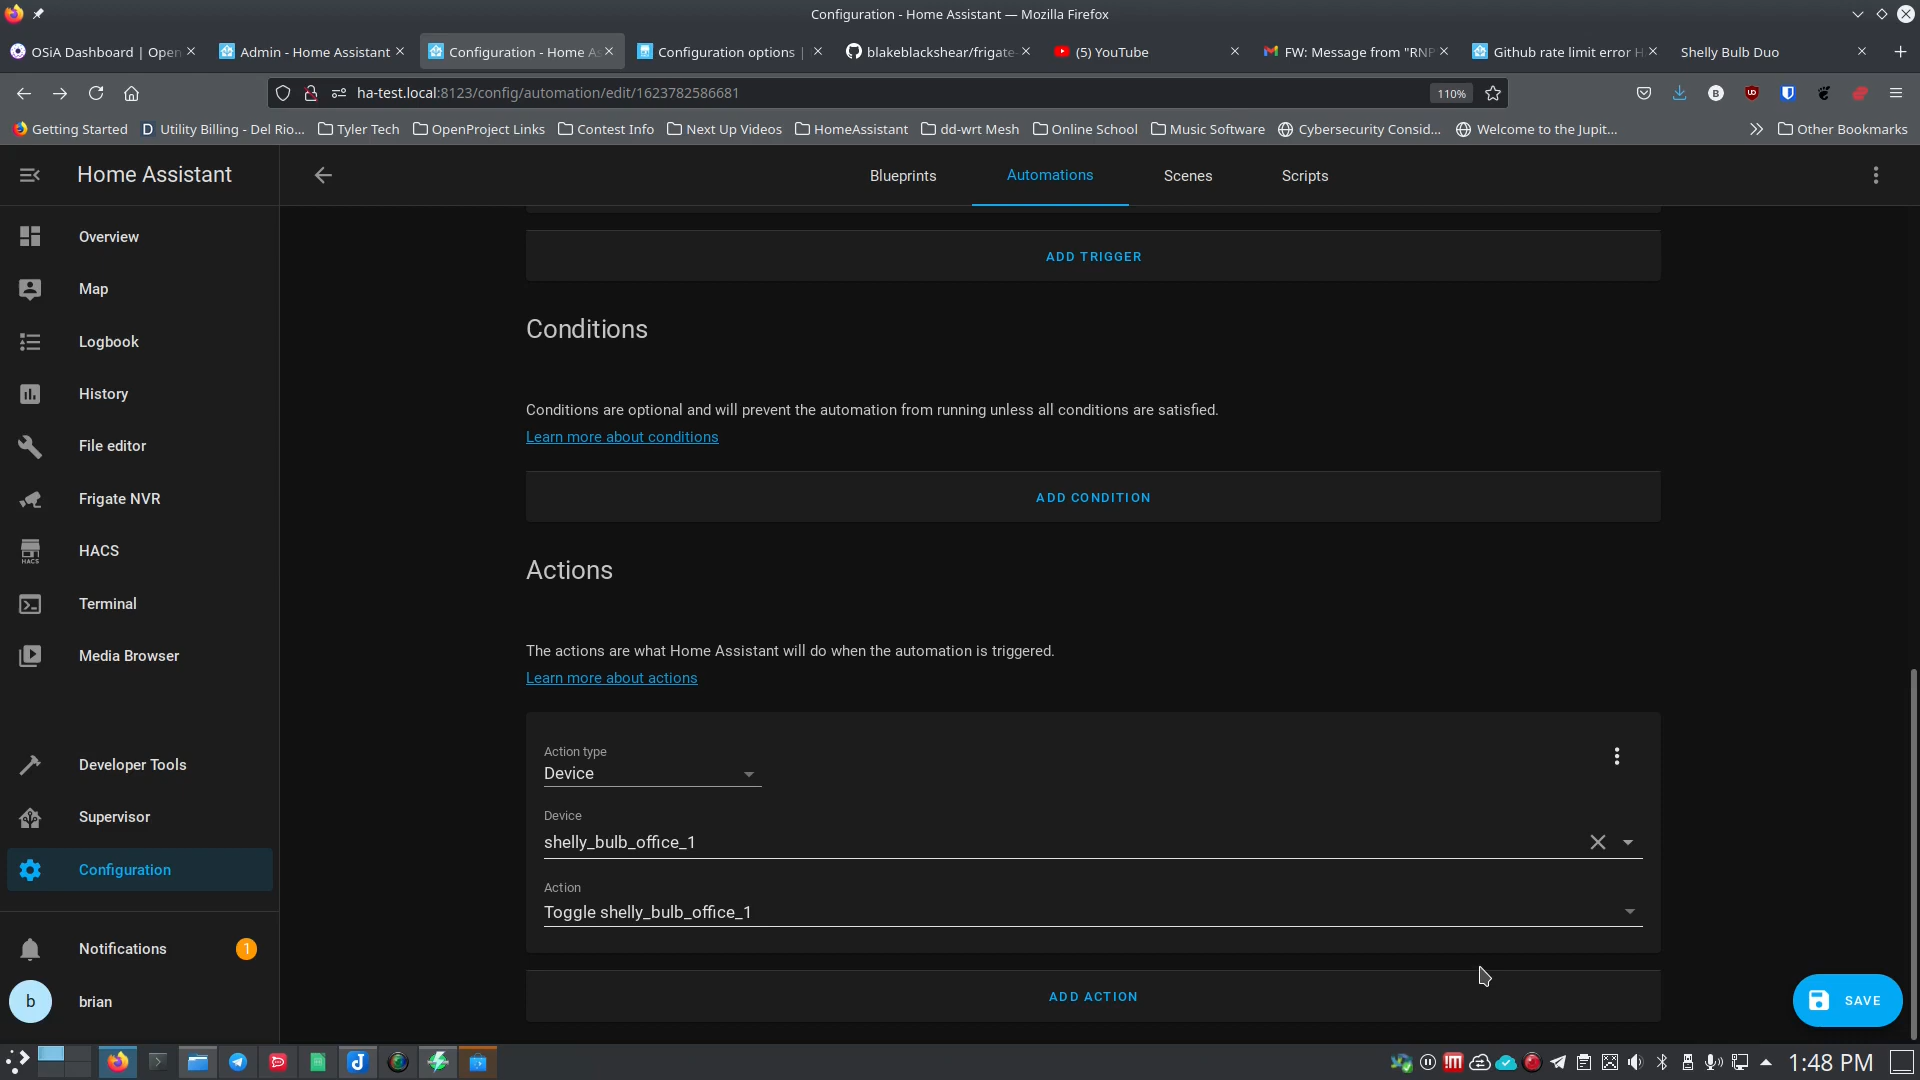 Configuration - Home Assistant — Mozilla Firefox
OSiA Dashboard | Open
Admin - Home Assistant
Configuration - Home As
Configuration options |
blakeblackshear/frigate-
(5) YouTube
FW: Message from "RNP
Github rate limit error H
Shelly Bulb Duo
ha-test.local:8123/config/automation/edit/1623782586681
110%
Getting Started
Utility Billing - Del Rio...
Tyler Tech
OpenProject Links
Contest Info
Next Up Videos
HomeAssistant
dd-wrt Mesh
Online School
Music Software
Cybersecurity Consid...
Welcome to the Jupit...
Other Bookmarks
Home Assistant
Blueprints
Automations
Scenes
Scripts
Overview
Map
Logbook
History
File editor
Frigate NVR
HACS
HACS
Terminal
Media Browser
Developer Tools
Supervisor
Configuration
Notifications
1
b
brian
ADD TRIGGER
Conditions
Conditions are optional and will prevent the automation from running unless all conditions are satisfied.
Learn more about conditions
ADD CONDITION
Actions
The actions are what Home Assistant will do when the automation is triggered.
Learn more about actions
Action type
Device
Device
shelly_bulb_office_1
Action
Toggle shelly_bulb_office_1
ADD ACTION
SAVE
1:48 PM